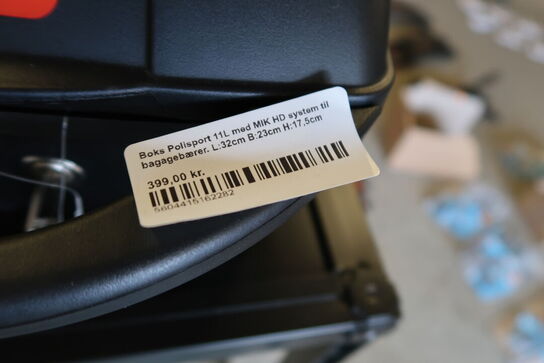 Boks Polisport 11L med MIK HD system til
bagagebærer. L:32cm B:23cm H:17.5cm
399,00 kr.
5604415162282